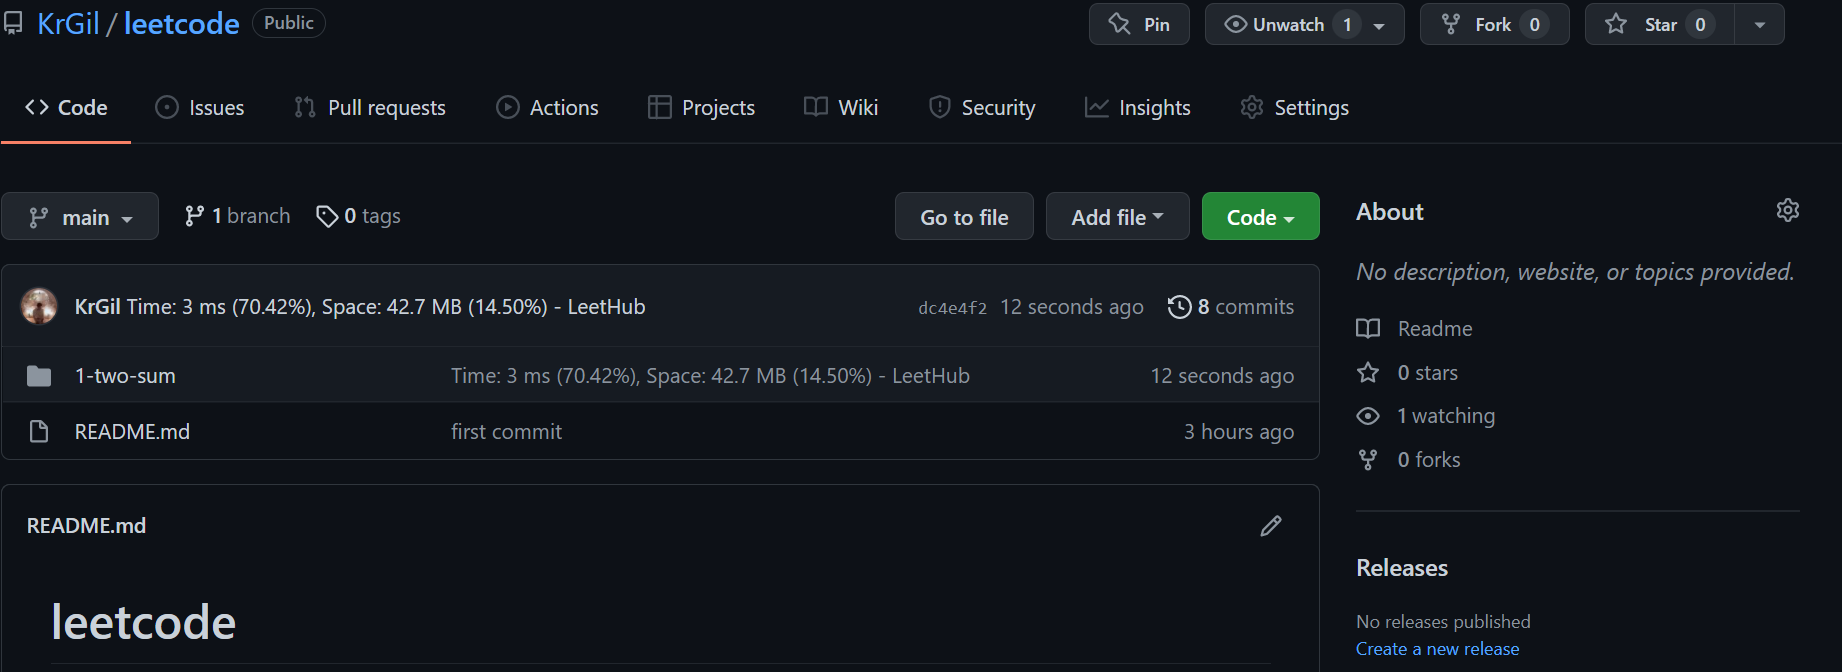 KrGil / leetcode Public Pin Unwatch 1 Fork 0 Star 0
Code Issues Pull requests Actions Projects Wiki Security Insights Settings
main 1 branch 0 tags Go to file Add file Code
KrGil Time: 3 ms (70.42%), Space: 42.7 MB (14.50%) - LeetHub dc4e4f2 12 seconds ago 8 commits
1-two-sum Time: 3 ms (70.42%), Space: 42.7 MB (14.50%) - LeetHub 12 seconds ago
README.md first commit 3 hours ago
README.md
leetcode
About
No description, website, or topics provided.
Readme
0 stars
1 watching
0 forks
Releases
No releases published
Create a new release